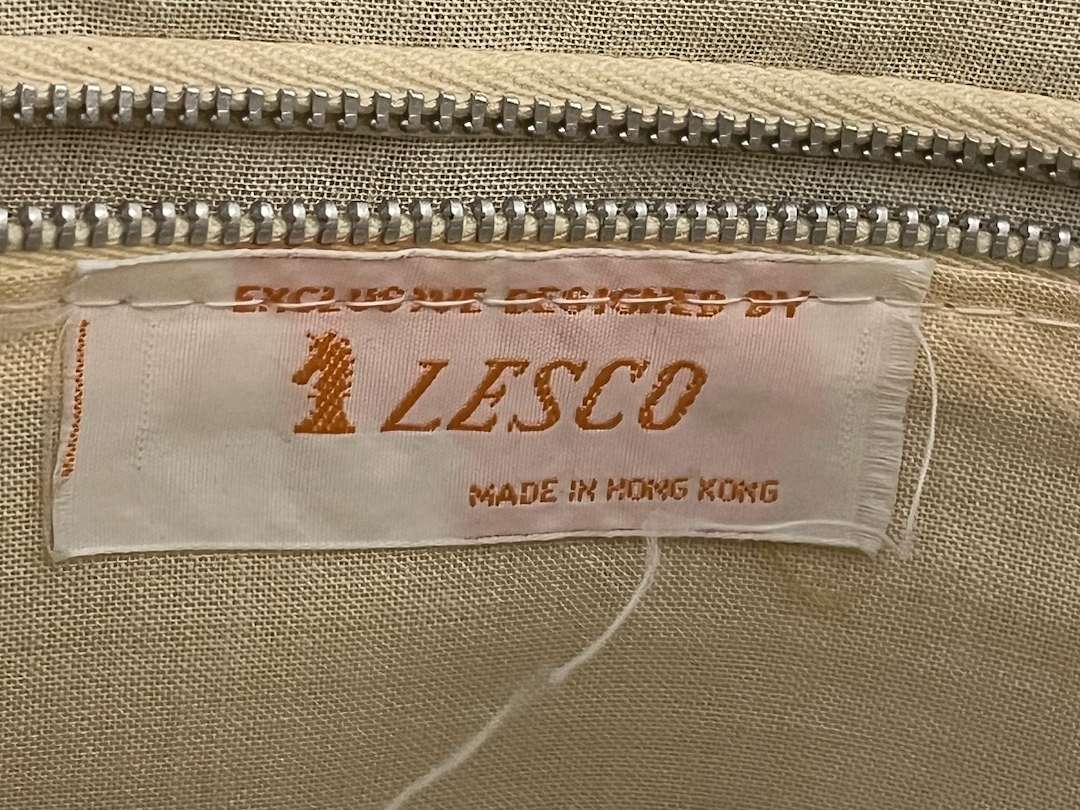 EXCLUSIVE DESIGNED BY
LESCO
MADE IN HONG KONG